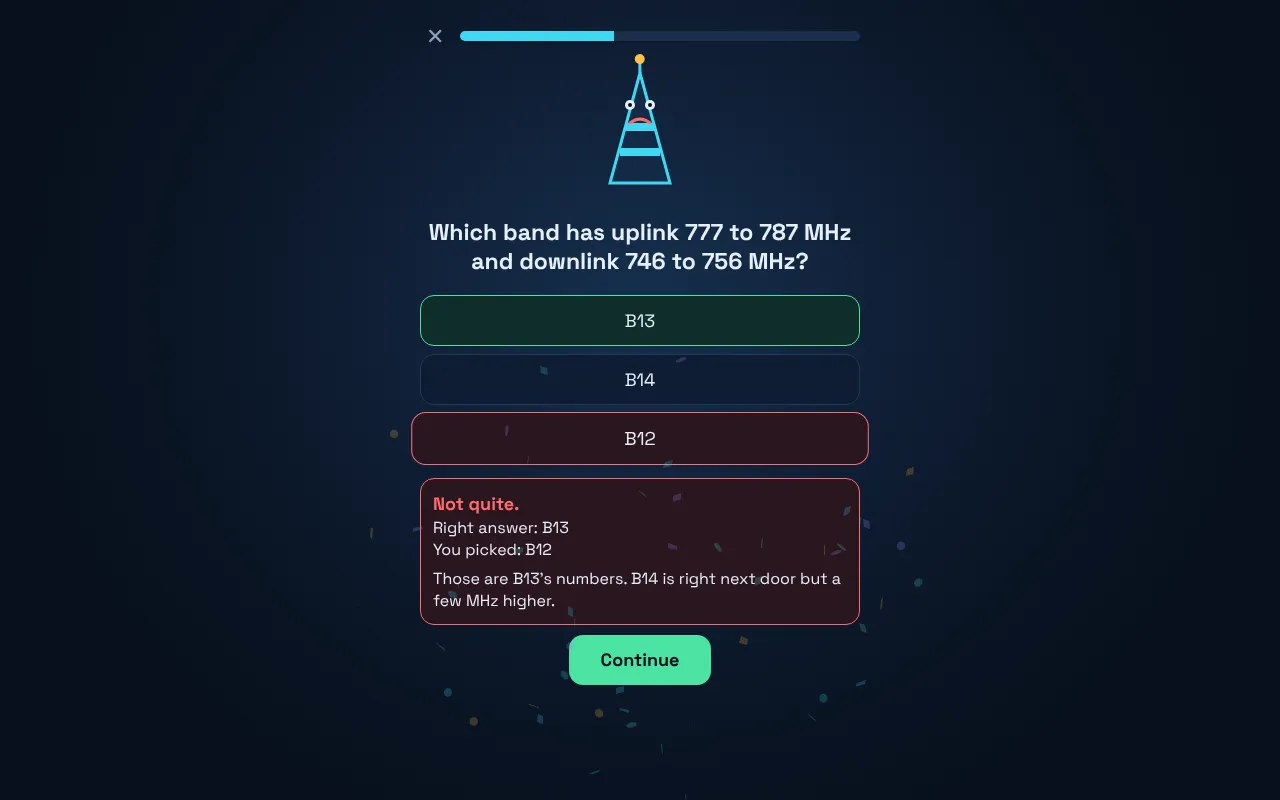 Which band has uplink 777 to 787 MHz
and downlink 746 to 756 MHz?
B13
B14
B12
Not quite.
Right answer: B13
You picked: B12
Those are B13’s numbers. B14 is right next door but a
few MHz higher.
Continue